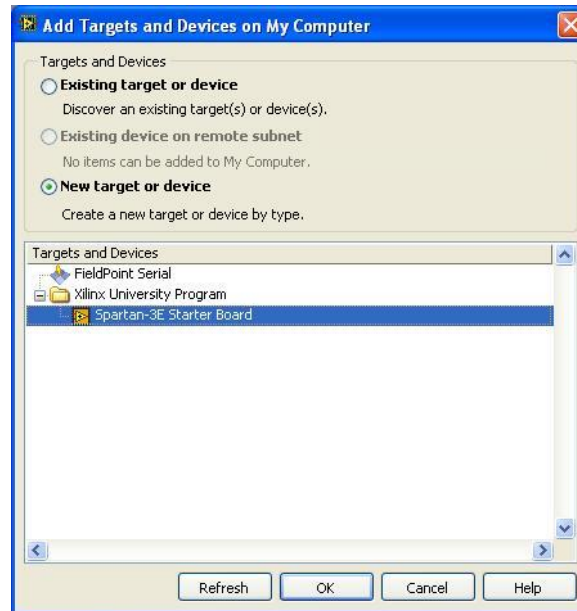 Add Targets and Devices on My Computer
Targets and Devices
Existing target or device
Discover an existing target(s) or device(s).
Existing device on remote subnet
No items can be added to My Computer.
New target or device
Create a new target or device by type.
Targets and Devices
FieldPoint Serial
Xilinx University Program
Spartan-3E Starter Board
Refresh OK Cancel Help